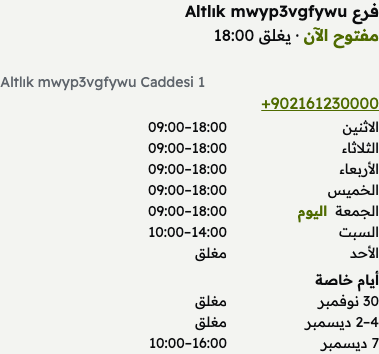 فرع Altlık mwyp3vgfywu
مفتوح الآن · يغلق 18:00
Altlık mwyp3vgfywu Caddesi 1
+902161230000
الاثنين 09:00–18:00
الثلاثاء 09:00–18:00
الأربعاء 09:00–18:00
الخميس 09:00–18:00
الجمعة اليوم 09:00–18:00
السبت 10:00–14:00
الأحد مغلق
أيام خاصة
30 نوفمبر مغلق
2–4 ديسمبر مغلق
7 ديسمبر 10:00–16:00